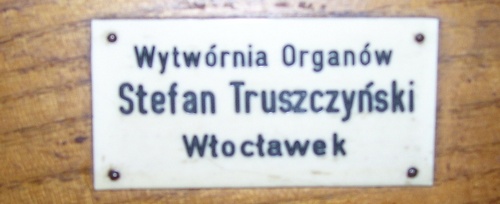 Wytwórnia Organów
Stefan Truszczyński
Włocławek